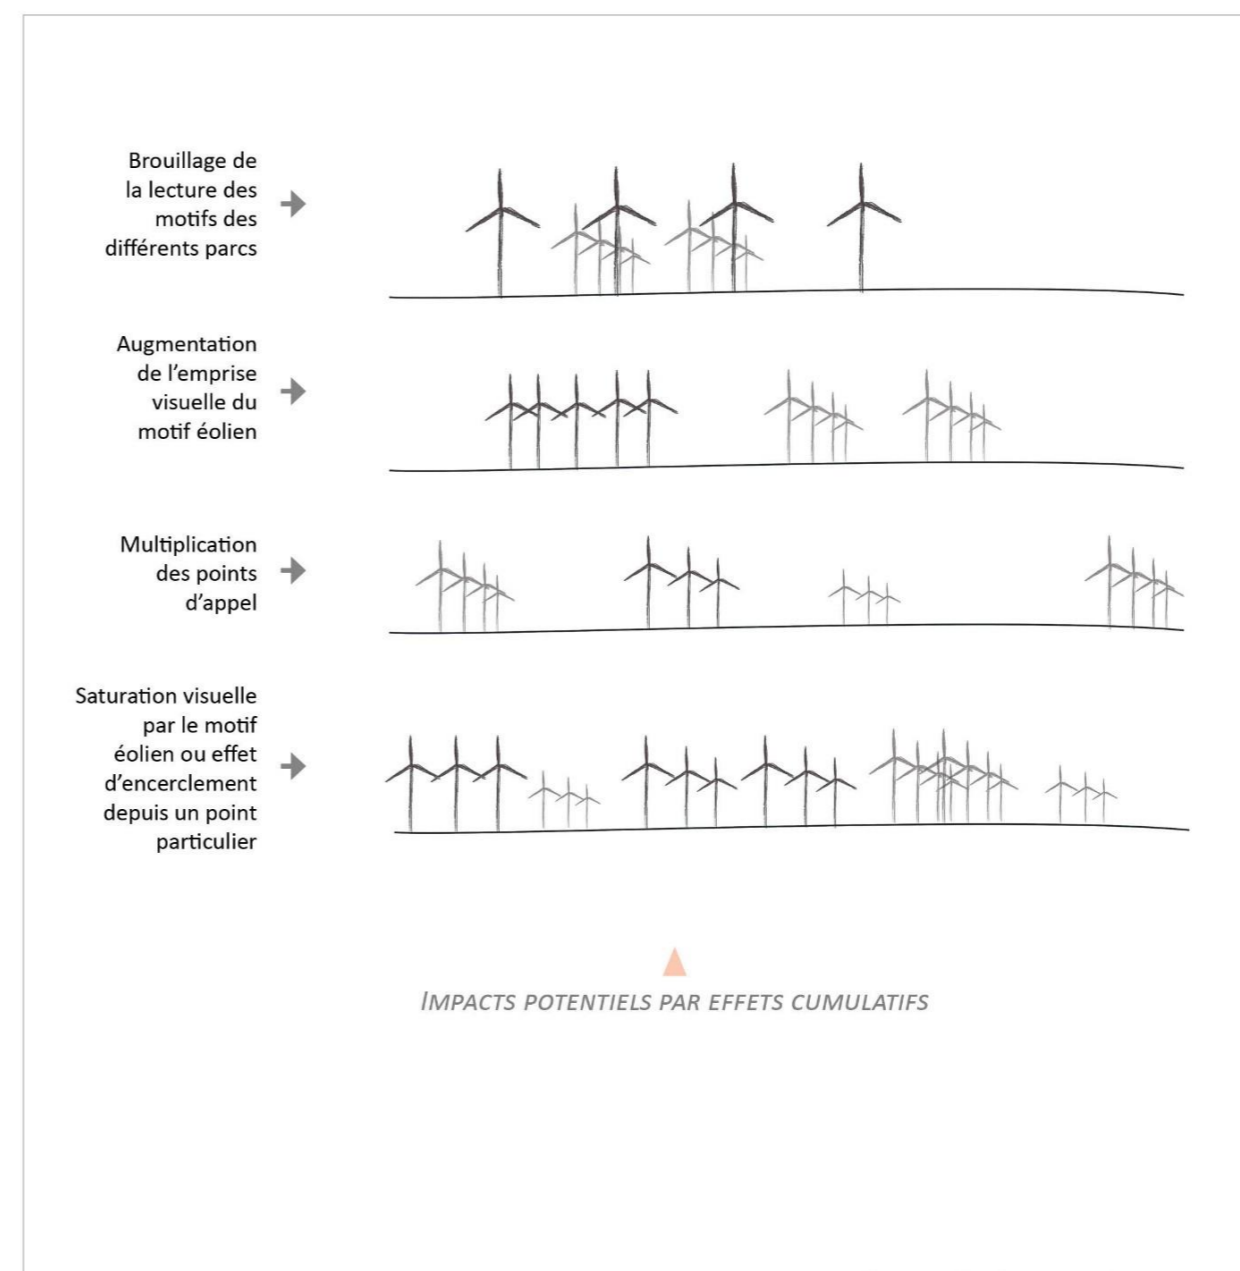 Brouillage de
la lecture des
motifs des
différents parcs
Augmentation
de l’emprise
visuelle du
motif éolien
Multiplication
des points
d’appel
Saturation visuelle
par le motif
éolien ou effet
d’encerclement
depuis un point
particulier
Impacts potentiels par effets cumulatifs